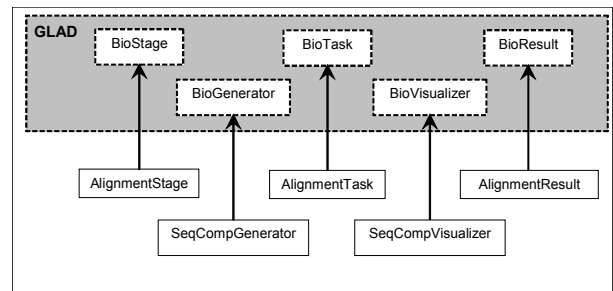 GLAD
BioStage BioTask BioResult
BioGenerator BioVisualizer
AlignmentStage AlignmentTask AlignmentResult
SeqCompGenerator SeqCompVisualizer